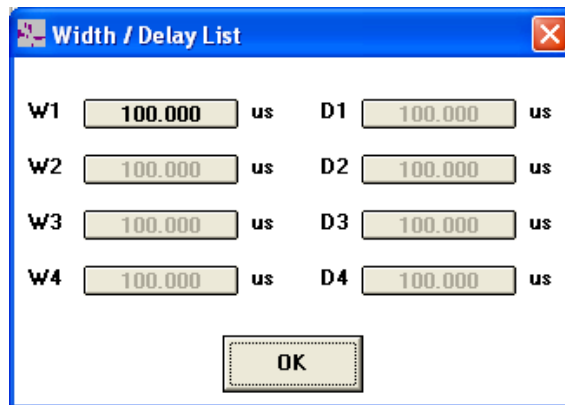 Width / Delay List
W1 100.000 us D1 100.000 us
W2 100.000 us D2 100.000 us
W3 100.000 us D3 100.000 us
W4 100.000 us D4 100.000 us
OK